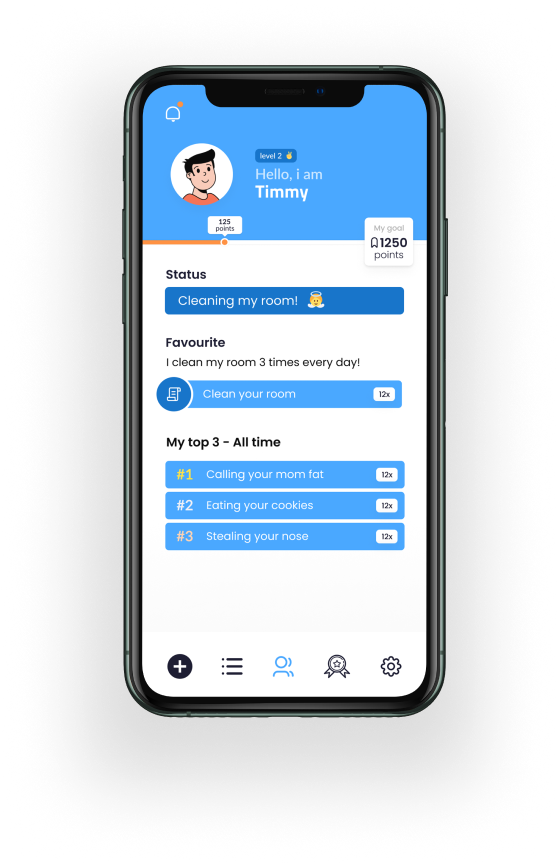 level 2 ✌
Hello, i am
Timmy
125
points
My goal
1250
points
Status
Cleaning my room! 😇
Favourite
I clean my room 3 times every day!
Clean your room 12x
My top 3 - All time
#1 Calling your mom fat 12x
#2 Eating your cookies 12x
#3 Stealing your nose 12x